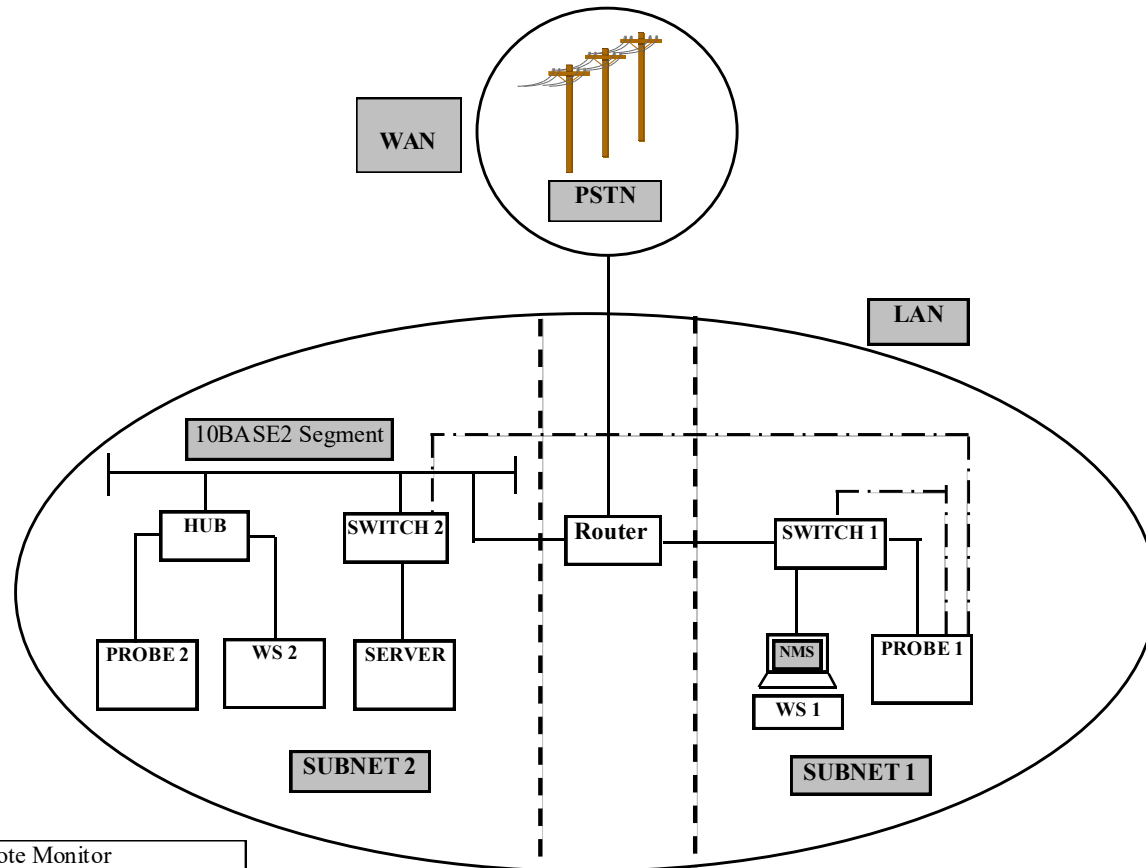 WAN
PSTN
LAN
10BASE2 Segment
HUB
SWITCH 2
Router
SWITCH 1
PROBE 2
WS 2
SERVER
NMS
PROBE 1
WS 1
SUBNET 2
SUBNET 1
Monitor